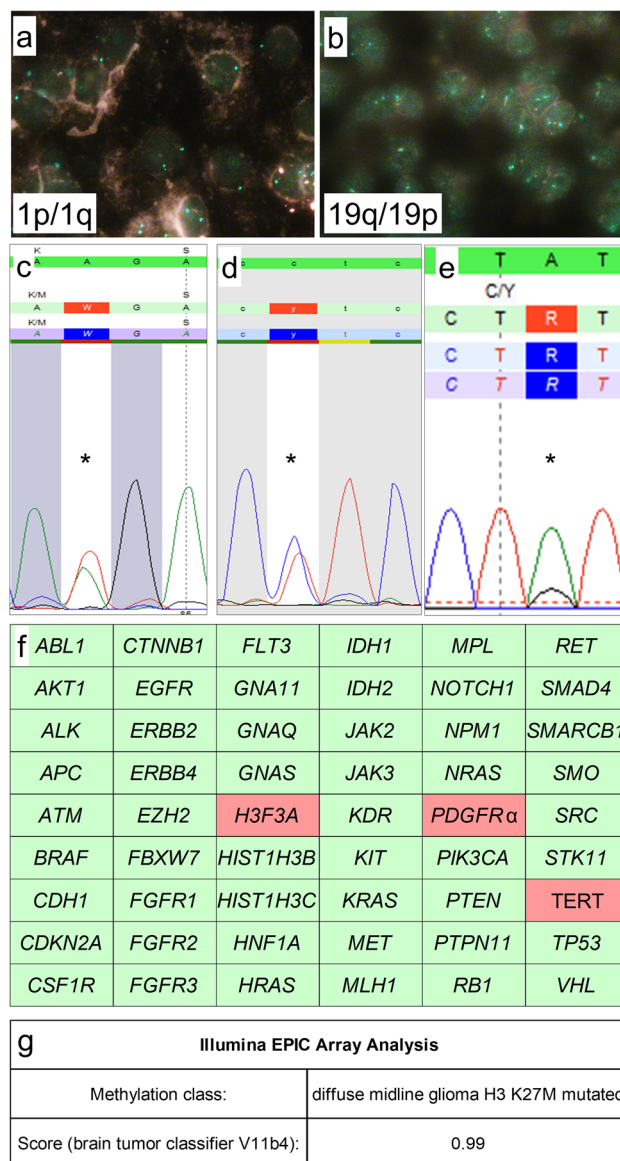 a
b
1p/1q
19q/19p
c
K S
A A G A
K/M S
A W G A
K/M S
A W G A
*
85
d
c c t c
c y t c
c y t c
*
e
T A T
C/Y
C T R T
C T R T
C T R T
*
f
ABL1 CTNNB1 FLT3 IDH1 MPL RET
AKT1 EGFR GNA11 IDH2 NOTCH1 SMAD4
ALK ERBB2 GNAQ JAK2 NPM1 SMARCB1
APC ERBB4 GNAS JAK3 NRAS SMO
ATM EZH2 H3F3A KDR PDGFRα SRC
BRAF FBXW7 HIST1H3B KIT PIK3CA STK11
CDH1 FGFR1 HIST1H3C KRAS PTEN TERT
CDKN2A FGFR2 HNF1A MET PTPN11 TP53
CSF1R FGFR3 HRAS MLH1 RB1 VHL
g
Illumina EPIC Array Analysis
Methylation class: diffuse midline glioma H3 K27M mutated
Score (brain tumor classifier V11b4): 0.99